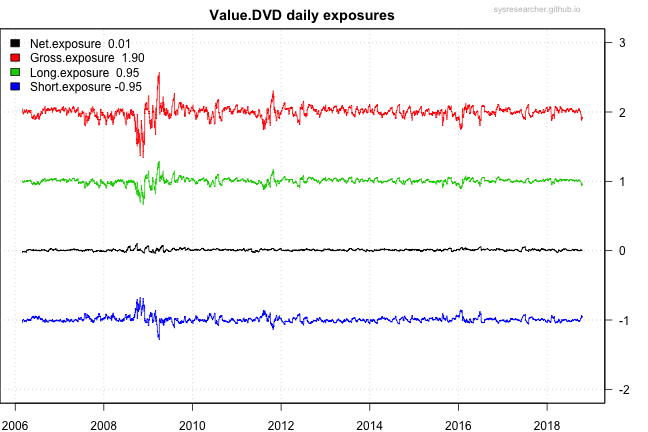 Value.DVD daily exposures
sysresearcher.github.io
Net.exposure 0.01
Gross.exposure 1.90
Long.exposure 0.95
Short.exposure -0.95
3
2
1
0
-1
-2
2006 2008 2010 2012 2014 2016 2018